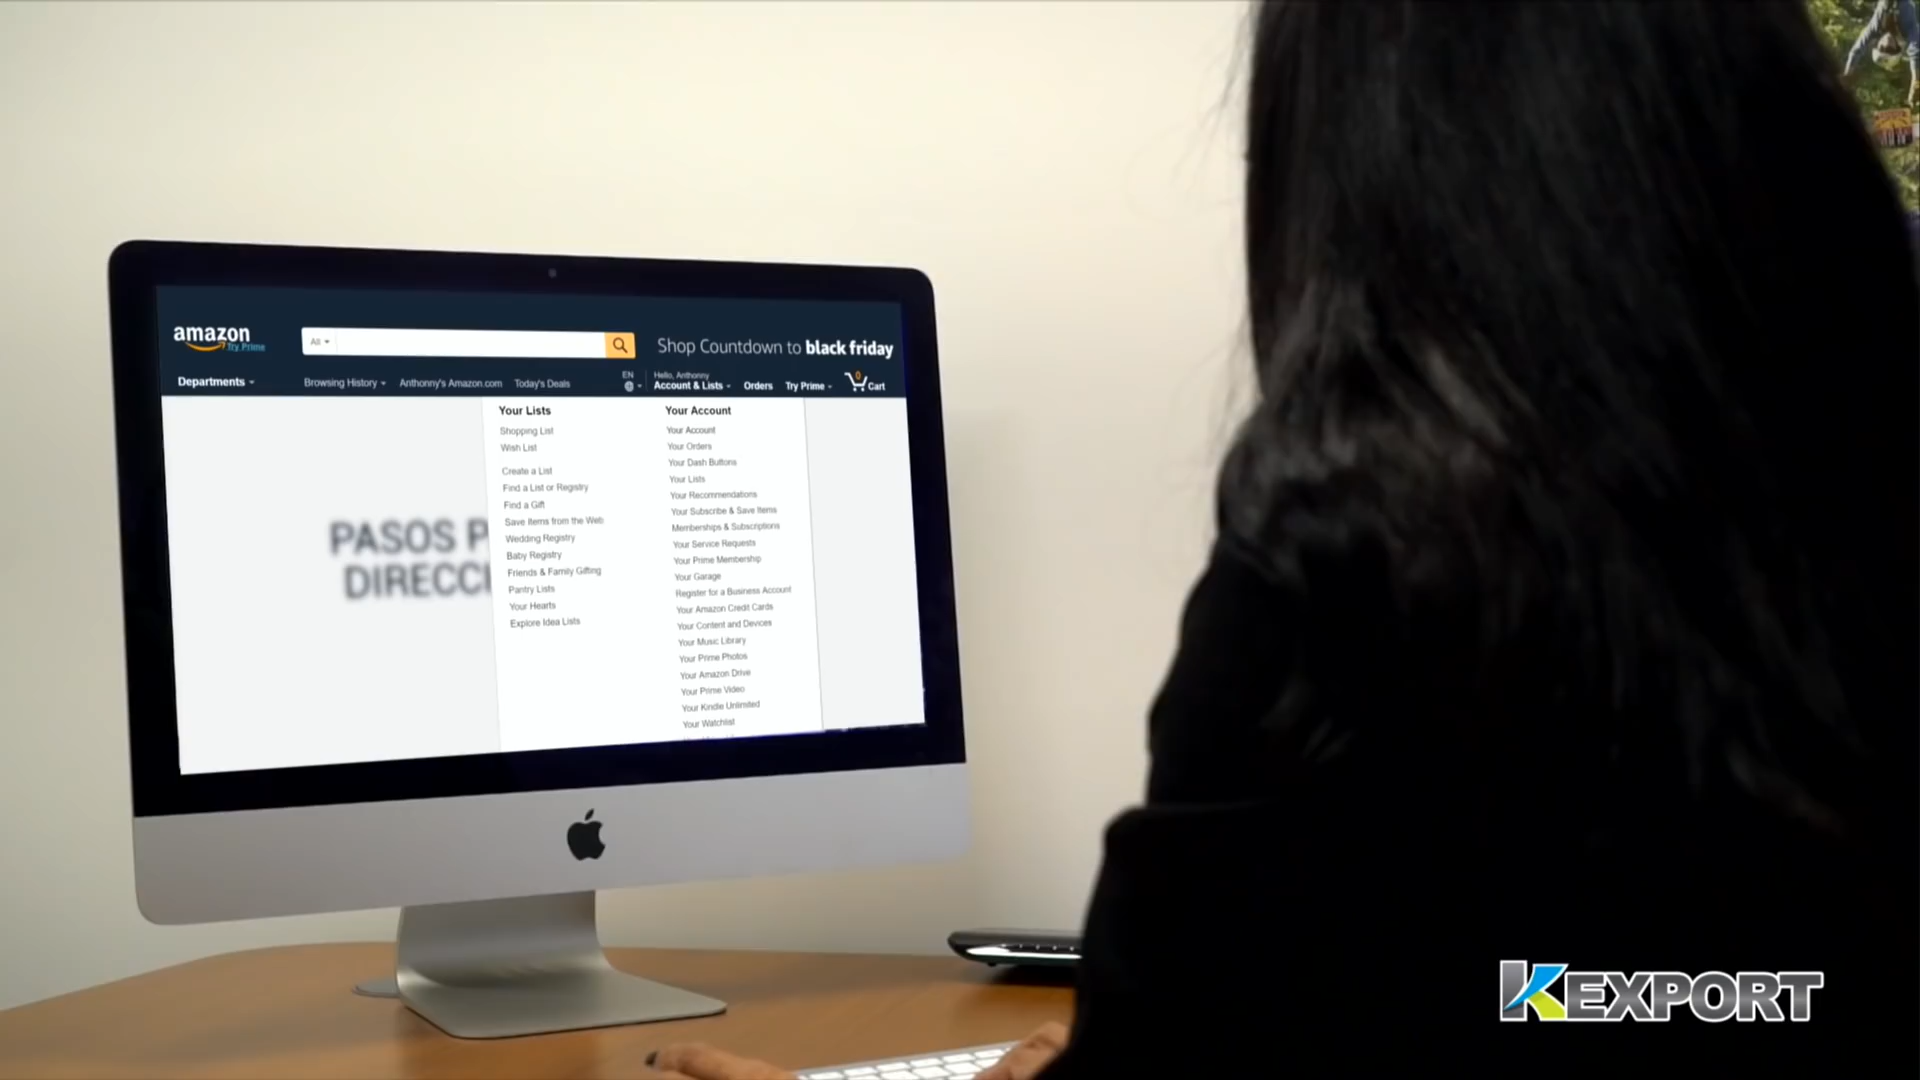 amazon
Try Prime
All
Shop Countdown to black friday
Departments
Browsing History
Anthonny's Amazon.com
Today's Deals
EN
Hello, Anthonny
Account & Lists
Orders
Try Prime
0
Cart
Your Lists
Shopping List
Wish List
Create a List
Find a List or Registry
Find a Gift
Save Items from the Web
Wedding Registry
Baby Registry
Friends & Family Gifting
Pantry Lists
Your Hearts
Explore Idea Lists
Your Account
Your Account
Your Orders
Your Dash Buttons
Your Lists
Your Recommendations
Your Subscribe & Save Items
Memberships & Subscriptions
Your Service Requests
Your Prime Membership
Your Garage
Register for a Business Account
Your Amazon Credit Cards
Your Content and Devices
Your Music Library
Your Prime Photos
Your Amazon Drive
Your Prime Video
Your Kindle Unlimited
Your Watchlist
PASOS P
DIRECCI
KEXPORT